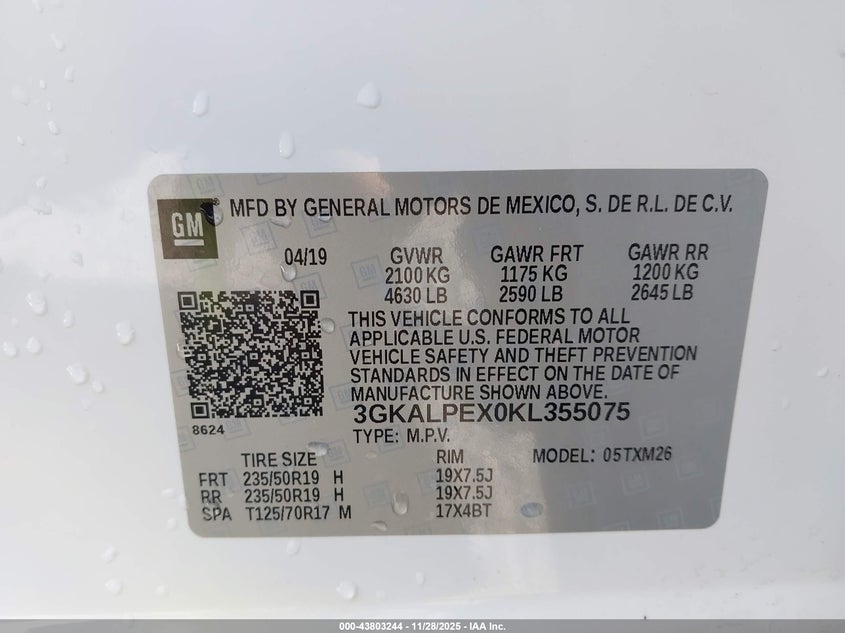 GM
MFD BY GENERAL MOTORS DE MEXICO, S. DE R.L. DE C.V.
04/19 GVWR GAWR FRT GAWR RR
2100 KG 1175 KG 1200 KG
4630 LB 2590 LB 2645 LB
THIS VEHICLE CONFORMS TO ALL
APPLICABLE U.S. FEDERAL MOTOR
VEHICLE SAFETY AND THEFT PREVENTION
STANDARDS IN EFFECT ON THE DATE OF
MANUFACTURE SHOWN ABOVE.
3GKALPEX0KL355075
8624
TYPE: M.P.V.
TIRE SIZE RIM MODEL: 05TXM26
FRT 235/50R19 H 19X7.5J
RR 235/50R19 H 19X7.5J
SPA T125/70R17 M 17X4BT
000-43803244 - 11/28/2025 - IAA Inc.